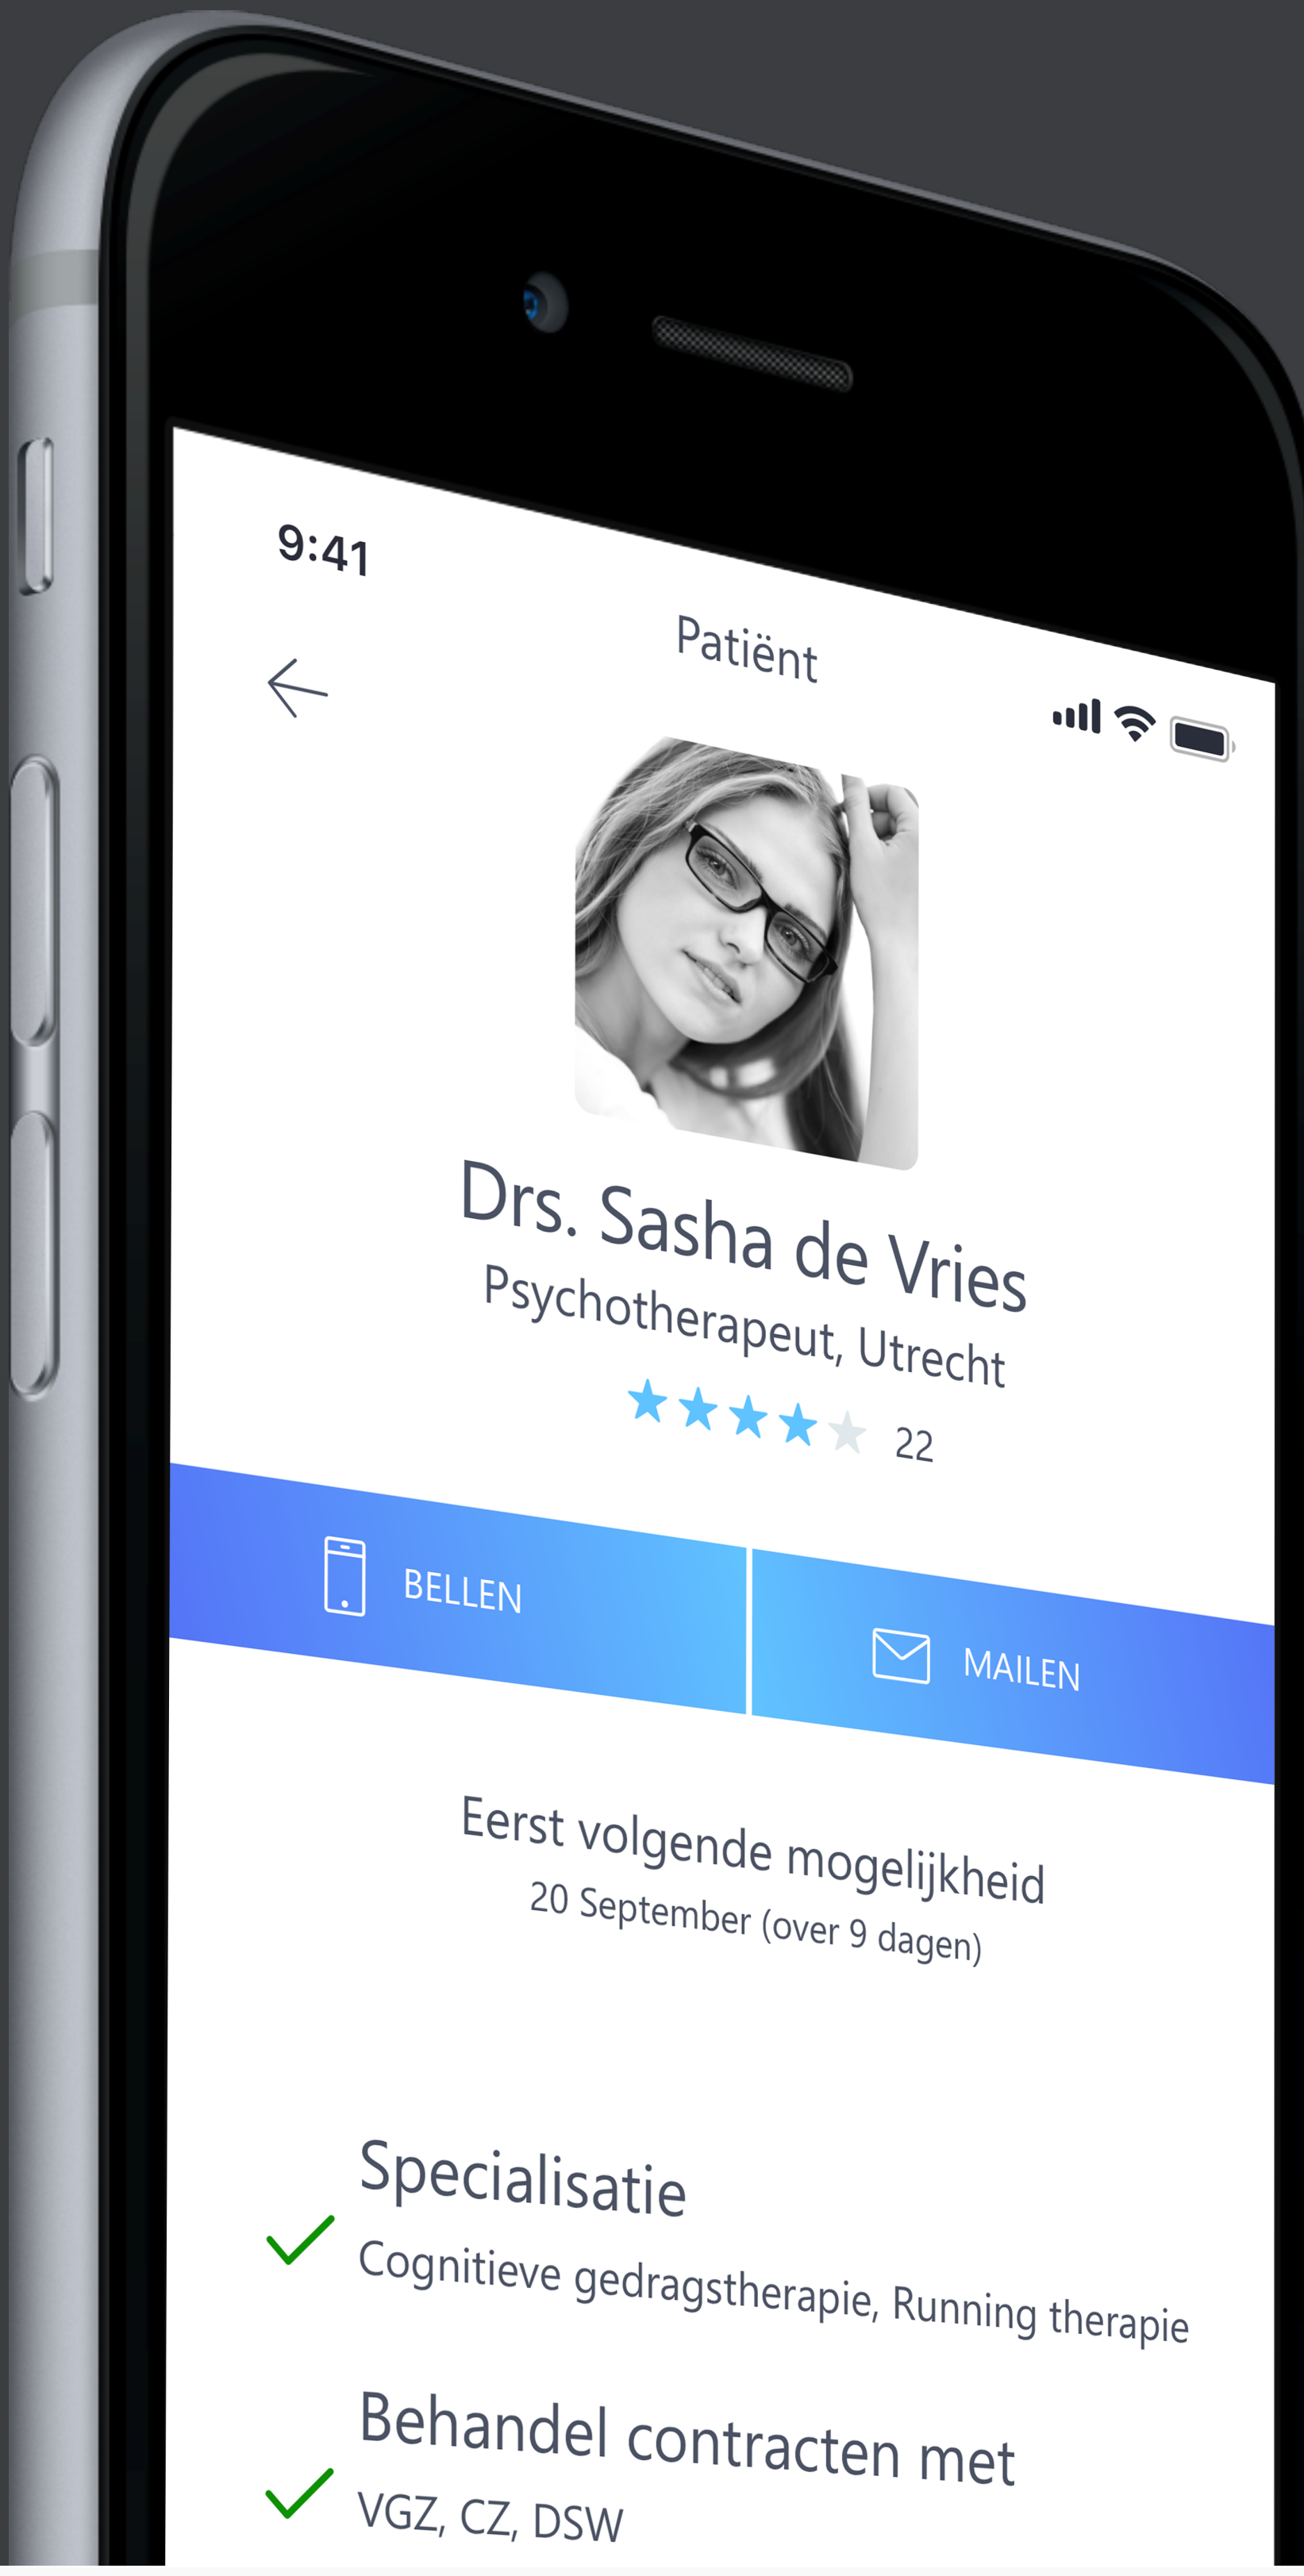 9:41
Patiënt
Drs. Sasha de Vries
Psychotherapeut, Utrecht
22
BELLEN
MAILEN
Eerst volgende mogelijkheid
20 September (over 9 dagen)
Specialisatie
Cognitieve gedragstherapie, Running therapie
Behandel contracten met
VGZ, CZ, DSW